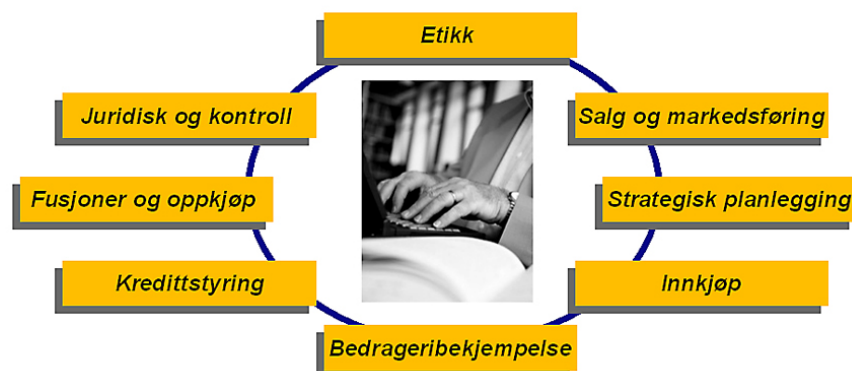 Etikk
Juridisk og kontroll
Salg og markedsføring
Fusjoner og oppkjøp
Strategisk planlegging
Kredittstyring
Innkjøp
Bedrageribekjempelse